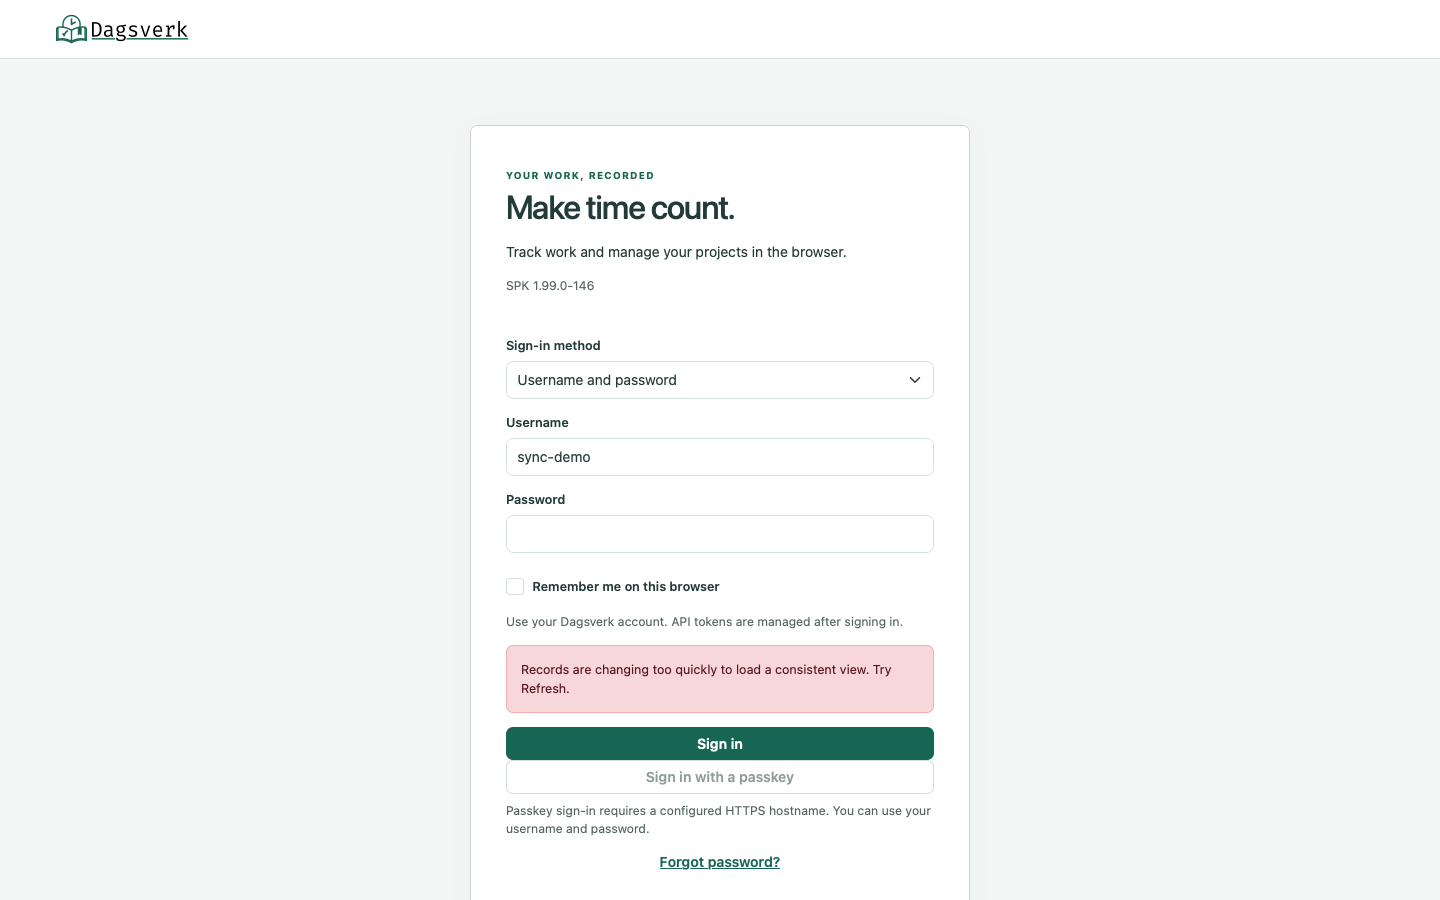 Dagsverk
YOUR WORK, RECORDED
Make time count.
Track work and manage your projects in the browser.
SPK 1.99.0-146
Sign-in method
Username and password
Username
sync-demo
Password
Remember me on this browser
Use your Dagsverk account. API tokens are managed after signing in.
Records are changing too quickly to load a consistent view. Try
Refresh.
Sign in
Sign in with a passkey
Passkey sign-in requires a configured HTTPS hostname. You can use your
username and password.
Forgot password?